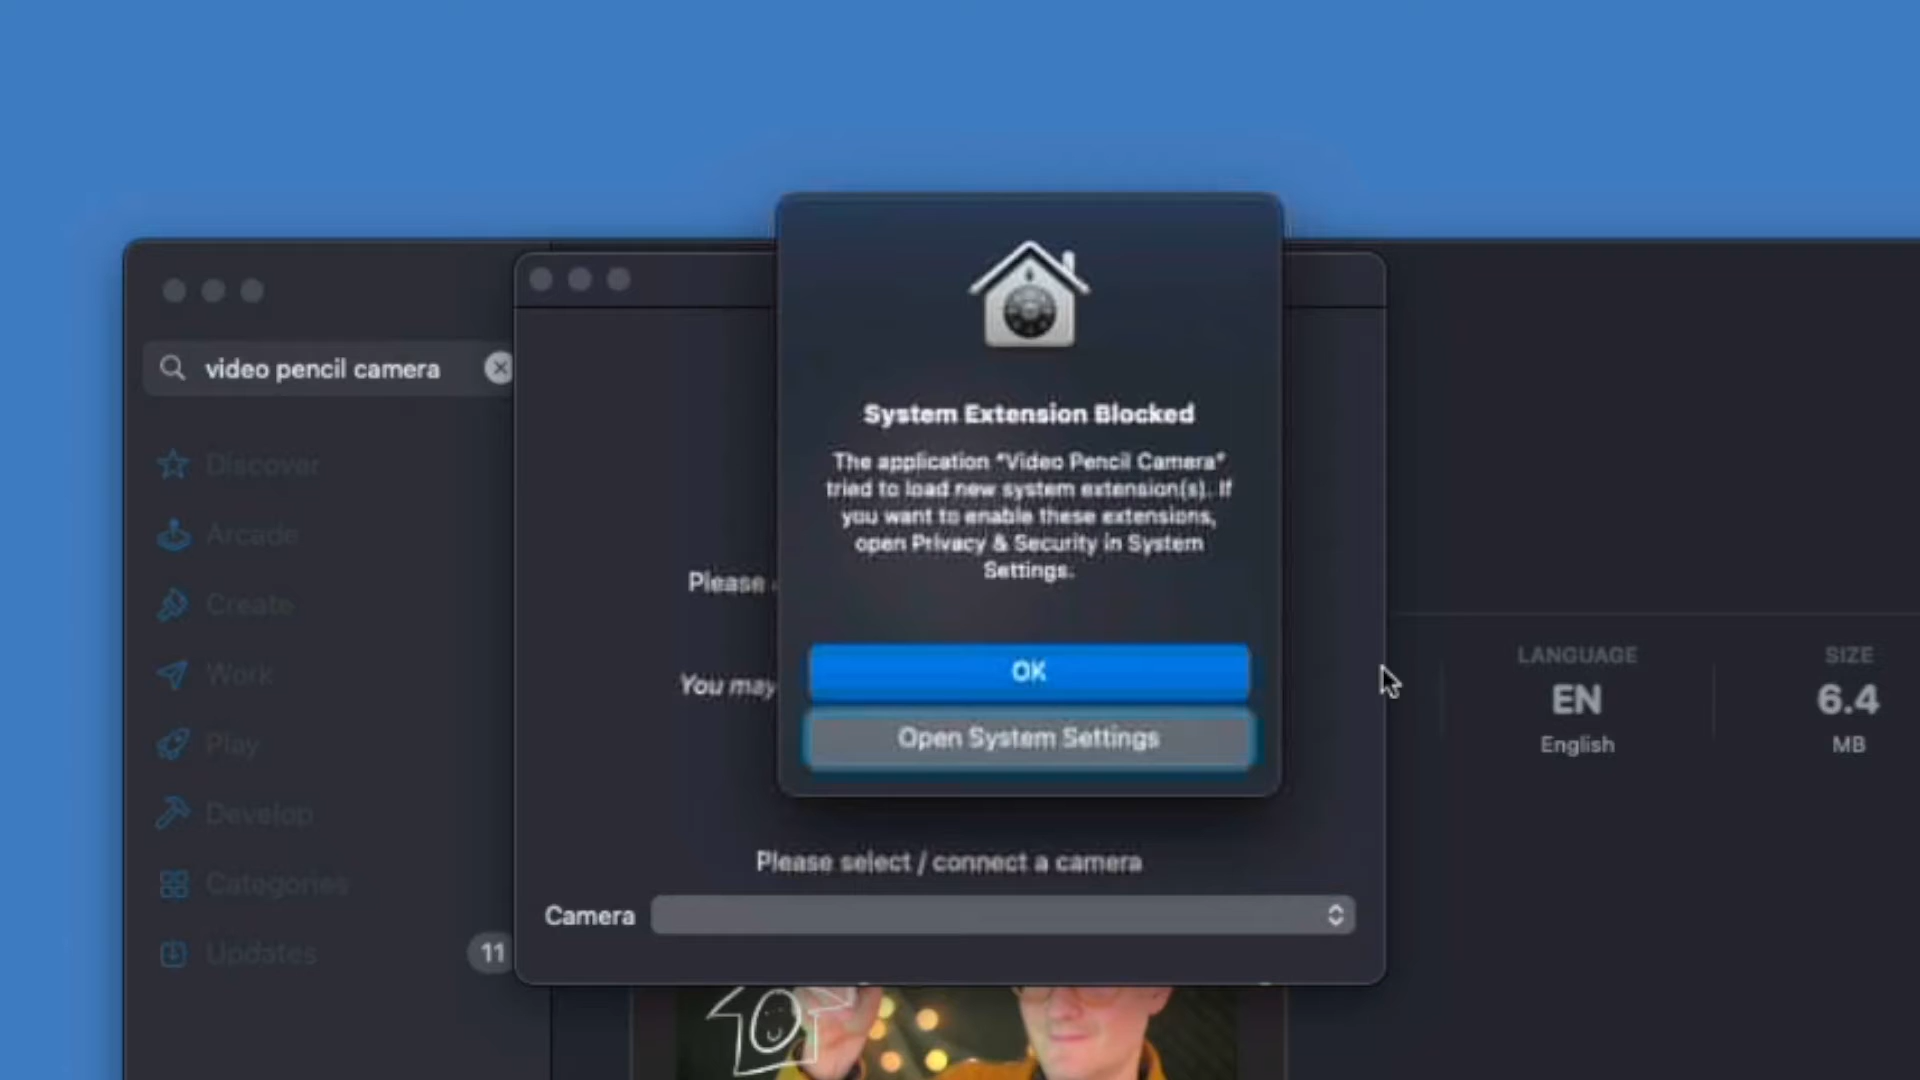 System Extension Blocked
The application "Video Pencil Camera"
tried to load new system extension(s). If
you want to enable these extensions,
open Privacy & Security in System
Settings.
OK
Open System Settings
video pencil camera
Discover
Arcade
Create
Work
Play
Develop
Categories
Updates
11
Please
You may
Please select / connect a camera
Camera
LANGUAGE
EN
English
SIZE
6.4
MB